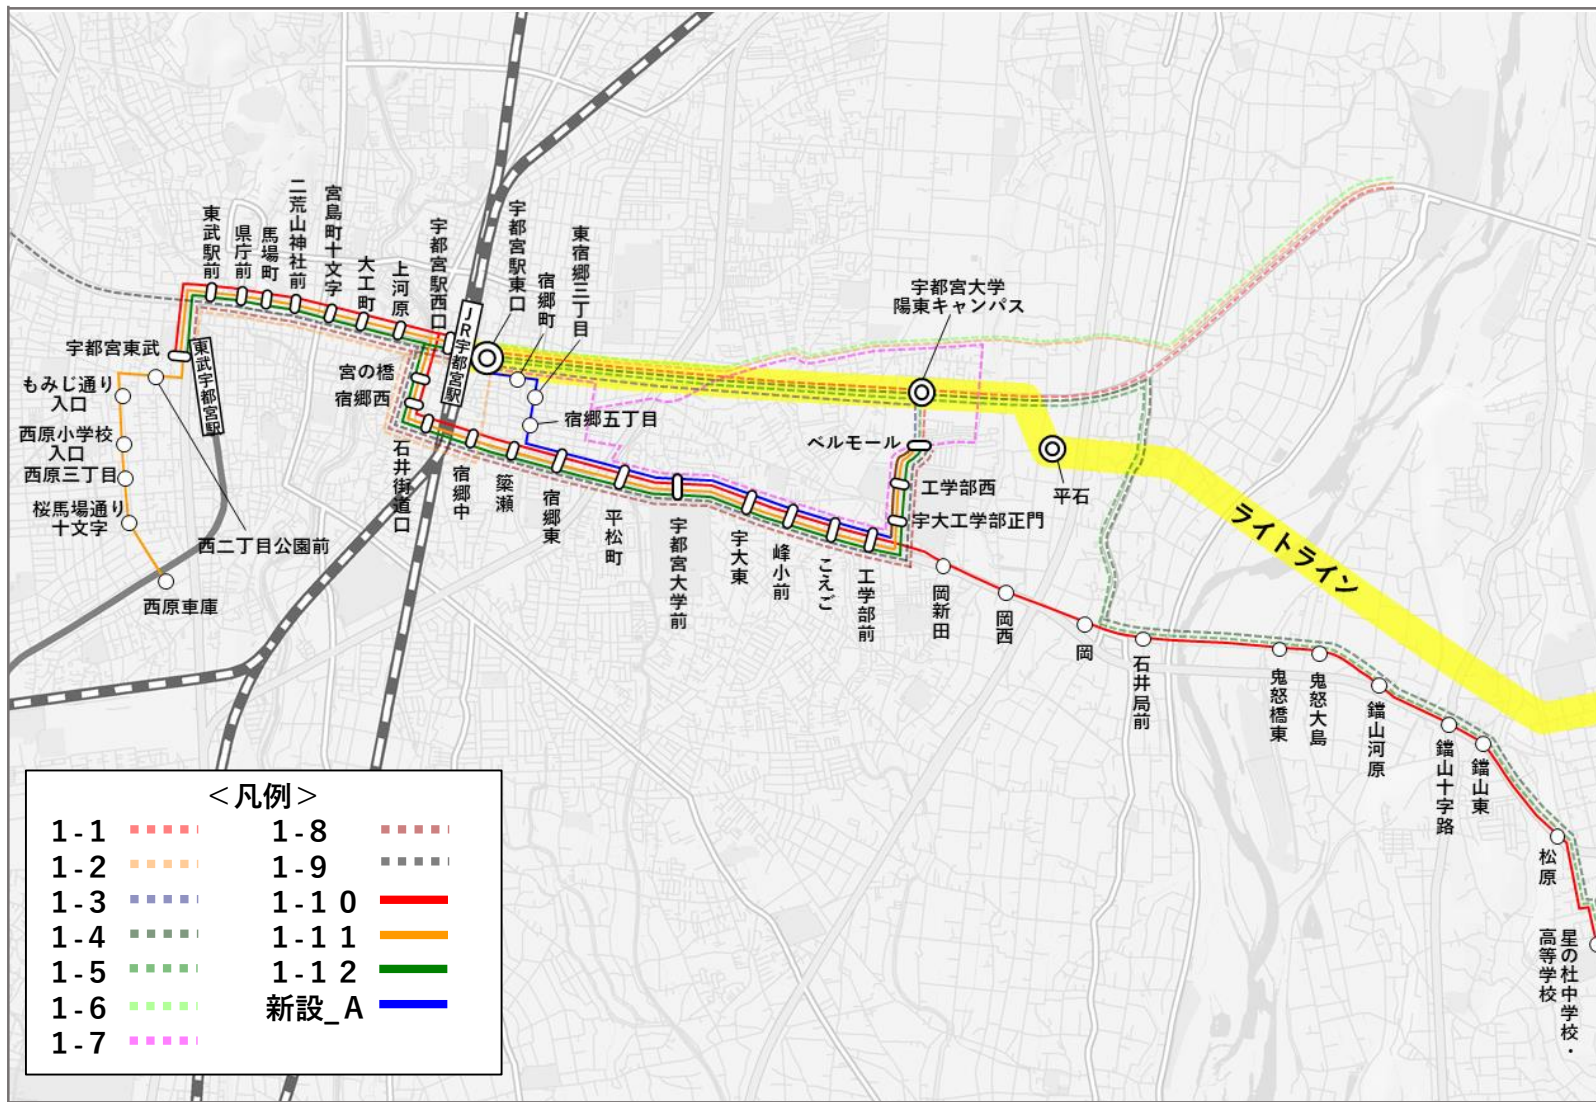 東武駅前
県庁前
馬場町
二荒山神社前
宮島町十文字
大工町
上河原
宇都宮駅西口
JR宇都宮駅
宇都宮駅東口
宿郷町
東宿郷三丁目
宇都宮大学
陽東キャンパス
宇都宮東武
東武宇都宮駅
もみじ通り
入口
西原小学校
入口
西原三丁目
桜馬場通り
十文字
西二丁目公園前
西原車庫
宮の橋
宿郷西
石井街道口
宿郷中
簗瀬
宿郷東
宿郷五丁目
平松町
宇都宮大学前
宇大東
峰小前
こえご
工学部前
ベルモール
工学部西
宇大工学部正門
平石
ライトライン
岡新田
岡西
岡
石井局前
鬼怒橋東
鬼怒大島
鐺山河原
鐺山十字路
鐺山東
松原
星の杜中学校・
高等学校
＜凡例＞
1-1
1-2
1-3
1-4
1-5
1-6
1-7
1-8
1-9
1-10
1-11
1-12
新設_A